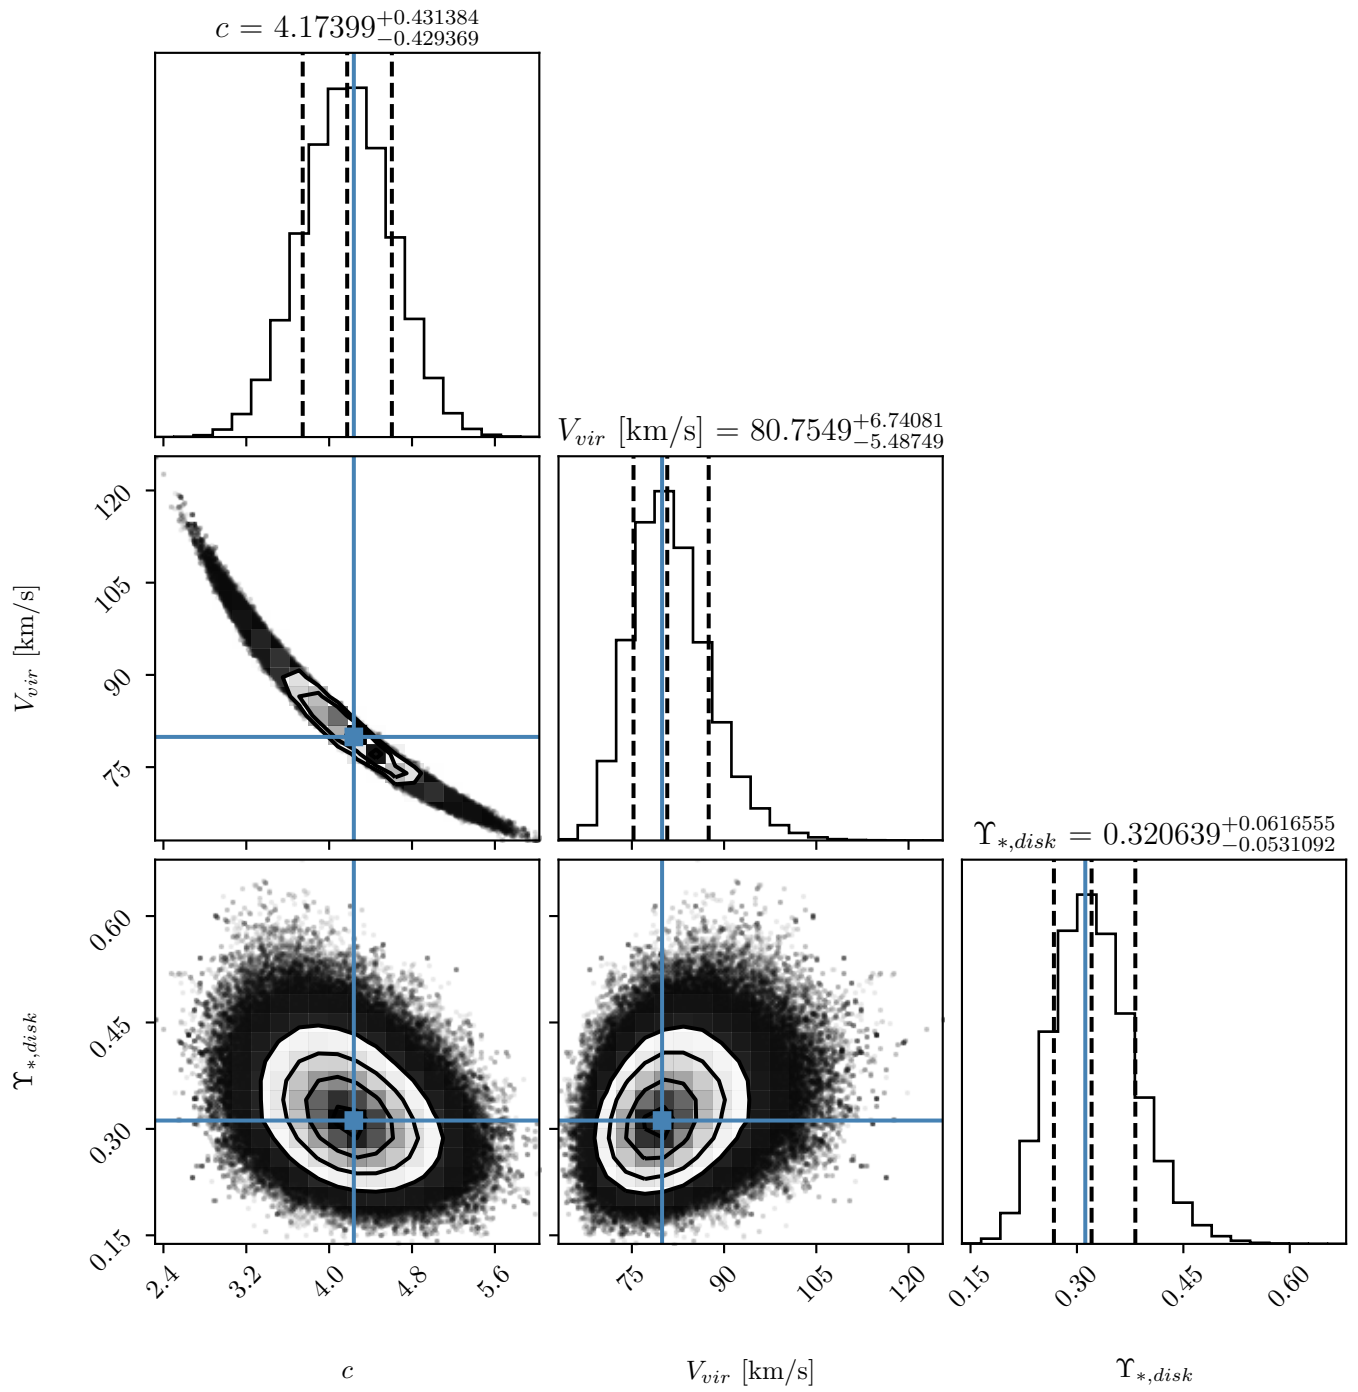 c = 4.17399^{+0.431384}_{-0.429369}
V_{vir} [km/s] = 80.7549^{+6.74081}_{-5.48749}
120
105
90
75
V_{vir} [km/s]
Υ_{*,disk} = 0.320639^{+0.0616555}_{-0.0531092}
0.60
0.45
0.30
0.15
Υ_{*,disk}
2.4 3.2 4.0 4.8 5.6
75 90 105 120
0.15 0.30 0.45 0.60
c
V_{vir} [km/s]
Υ_{*,disk}